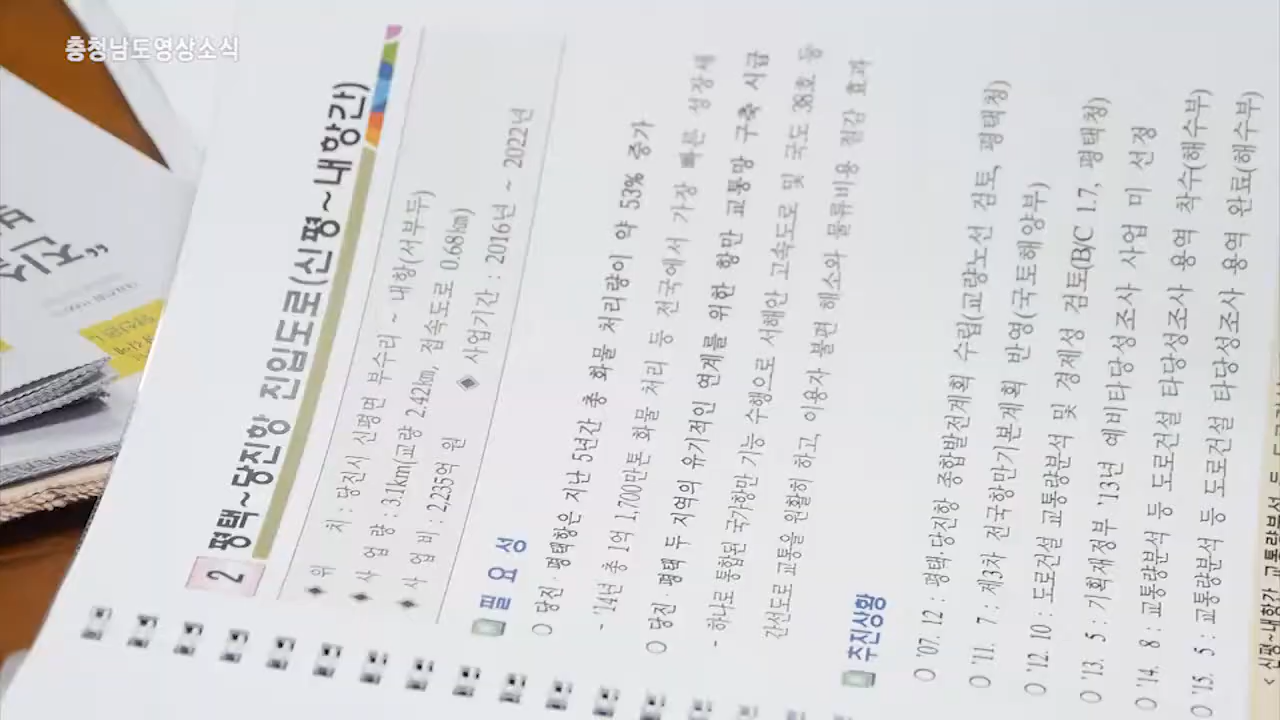 충청남도영상소식
2 평택~당진항 진입도로(신평~내항간)
◈ 위 치 : 당진시 신평면 부수리 ~ 내항(서부두)
◈ 사 업 량 : 3.1km(교량 2.42km, 접속도로 0.68km)
◈ 사 업 비 : 2,235억 원 ◈ 사업기간 : 2016년 ~ 2022년
필 요 성
○ 당진·평택항은 지난 5년간 총 화물 처리량이 약 53% 증가
- '14년 총 1억 1,700만톤 화물 처리 등 전국에서 가장 빠른 성장세
○ 당진·평택 두 지역의 유기적인 연계를 위한 항만 교통망 구축 시급
- 하나로 통합된 국가항만 기능 수행으로 서해안 고속도로 및 국도 38호 등
간선도로 교통을 원활히 하고, 이용자 불편 해소와 물류비용 절감 효과
추진상황
○ '07. 12 : 평택·당진항 종합발전계획 수립(교량노선 검토, 평택청)
○ '11. 7 : 제3차 전국항만기본계획 반영(국토해양부)
○ '12. 10 : 도로건설 교통량분석 및 경제성 검토(B/C 1.7, 평택청)
○ '13. 5 : 기획재정부 '13년 예비타당성조사 사업 미 선정
○ '14. 8 : 교통량분석 등 도로건설 타당성조사 용역 착수(해수부)
○ '15. 5 : 교통량분석 등 도로건설 타당성조사 용역 완료(해수부)
< 신평~내항간 교통량분석 등